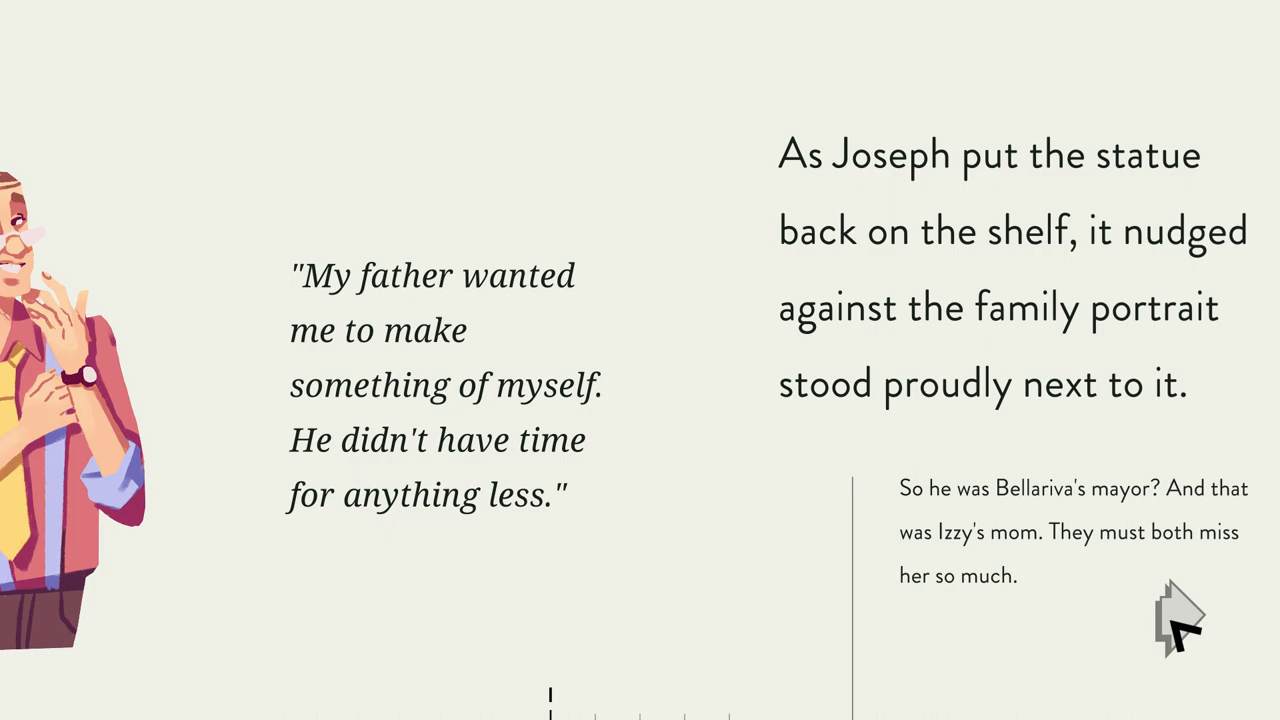 "My father wanted
me to make
something of myself.
He didn't have time
for anything less."
As Joseph put the statue
back on the shelf, it nudged
against the family portrait
stood proudly next to it.
So he was Bellariva's mayor? And that
was Izzy's mom. They must both miss
her so much.